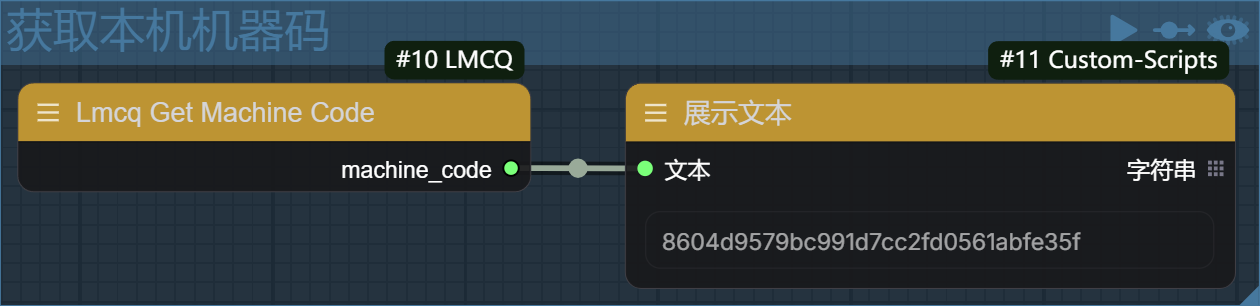 获取本机机器码
#10 LMCQ
#11 Custom-Scripts
Lmcq Get Machine Code
展示文本
machine_code
文本
字符串
8604d9579bc991d7cc2fd0561abfe35f